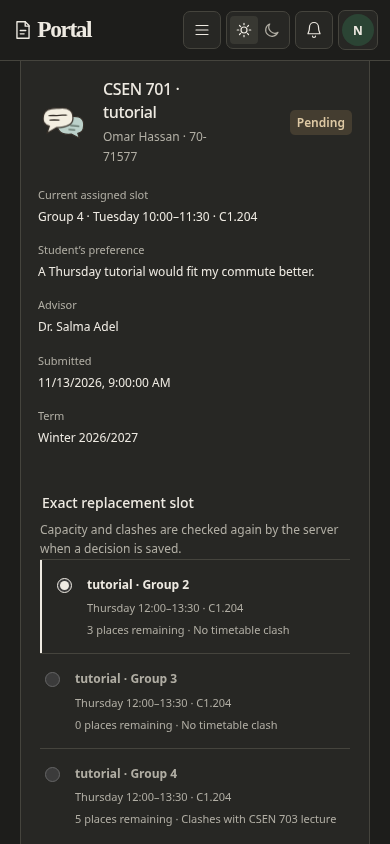 Portal
N
CSEN 701 ·
tutorial
Omar Hassan · 70-
71577
Pending
Current assigned slot
Group 4 · Tuesday 10:00–11:30 · C1.204
Student's preference
A Thursday tutorial would fit my commute better.
Advisor
Dr. Salma Adel
Submitted
11/13/2026, 9:00:00 AM
Term
Winter 2026/2027
Exact replacement slot
Capacity and clashes are checked again by the server
when a decision is saved.
tutorial · Group 2
Thursday 12:00–13:30 · C1.204
3 places remaining · No timetable clash
tutorial · Group 3
Thursday 12:00–13:30 · C1.204
0 places remaining · No timetable clash
tutorial · Group 4
Thursday 12:00–13:30 · C1.204
5 places remaining · Clashes with CSEN 703 lecture